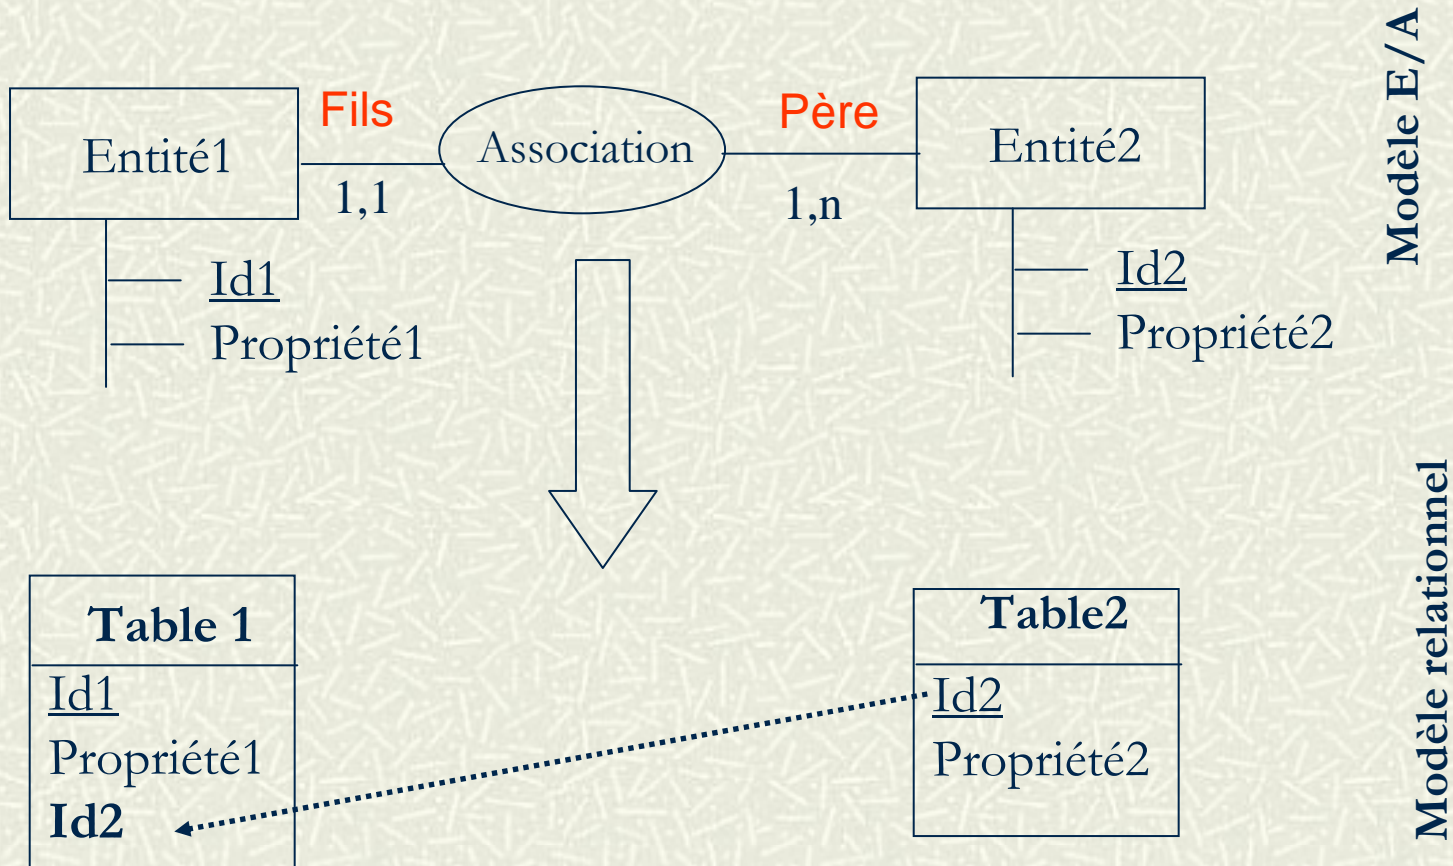 Modèle E/A
Fils
Père
Entité1
Association
Entité2
1,1
1,n
Id1
Propriété1
Id2
Propriété2
Modèle relationnel
Table 1
Id1
Propriété1
Id2
Table2
Id2
Propriété2